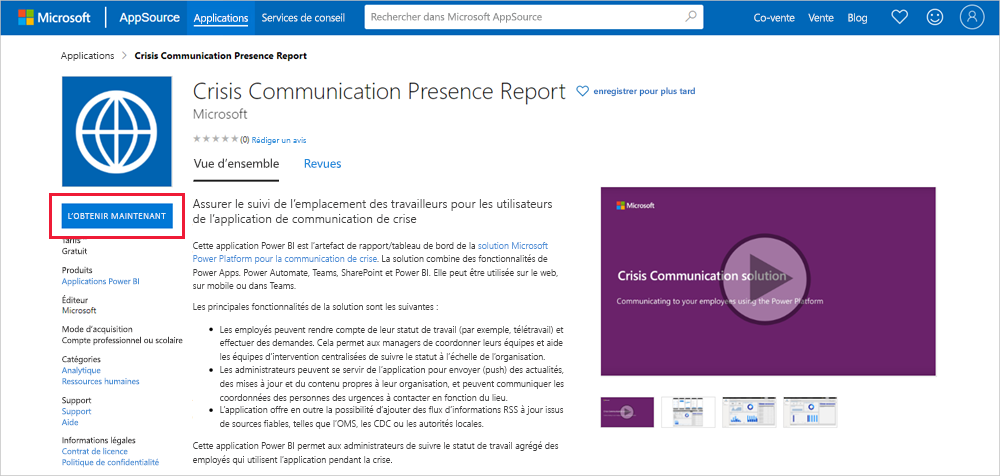 Microsoft
AppSource
Applications
Services de conseil
Rechercher dans Microsoft AppSource
Co-vente
Vente
Blog
Applications > Crisis Communication Presence Report
Crisis Communication Presence Report
enregistrer pour plus tard
Microsoft
(0) Rédiger un avis
Vue d'ensemble
Revues
L'OBTENIR MAINTENANT
Tarifs
Gratuit
Produits
Applications Power BI
Éditeur
Microsoft
Mode d'acquisition
Compte professionnel ou scolaire
Catégories
Analytique
Ressources humaines
Support
Support
Aide
Informations légales
Contrat de licence
Politique de confidentialité
Assurer le suivi de l'emplacement des travailleurs pour les utilisateurs
de l'application de communication de crise
Cette application Power BI est l'artefact de rapport/tableau de bord de la solution Microsoft
Power Platform pour la communication de crise. La solution combine des fonctionnalités de
Power Apps. Power Automate, Teams, SharePoint et Power BI. Elle peut être utilisée sur le web,
sur mobile ou dans Teams.
Les principales fonctionnalités de la solution sont les suivantes :
• Les employés peuvent rendre compte de leur statut de travail (par exemple, télétravail) et
effectuer des demandes. Cela permet aux managers de coordonner leurs équipes et aide
les équipes d'intervention centralisées de suivre le statut à l'échelle de l'organisation.
• Les administrateurs peuvent se servir de l'application pour envoyer (push) des actualités,
des mises à jour et du contenu propres à leur organisation, et peuvent communiquer les
coordonnées des personnes des urgences à contacter en fonction du lieu.
• L'application offre en outre la possibilité d'ajouter des flux d'informations RSS à jour issus
de sources fiables, telles que l'OMS, les CDC ou les autorités locales.
Cette application Power BI permet aux administrateurs de suivre le statut de travail agrégé des
employés qui utilisent l'application pendant la crise.
Microsoft
Crisis Communication solution
Communicating to your employees using the Power Platform